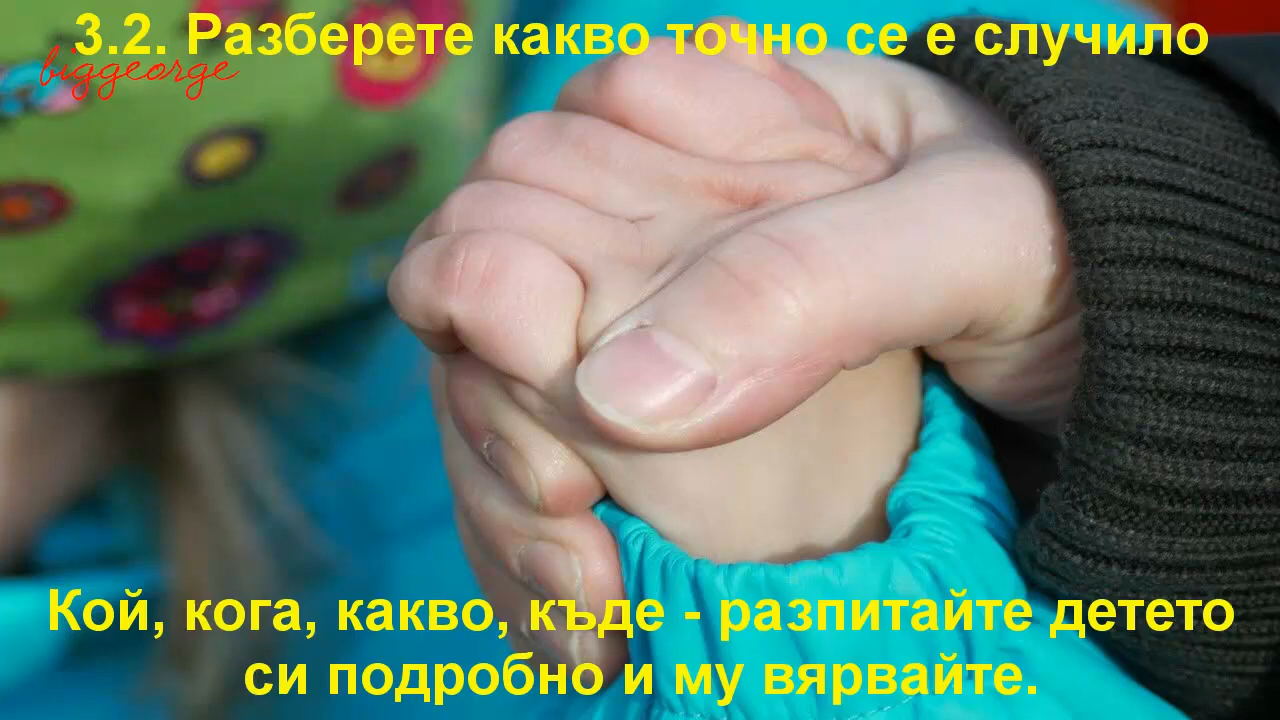 3.2. Разберете какво точно се е случило
biggeorge
Кой, кога, какво, къде - разпитайте детето
си подробно и му вярвайте.